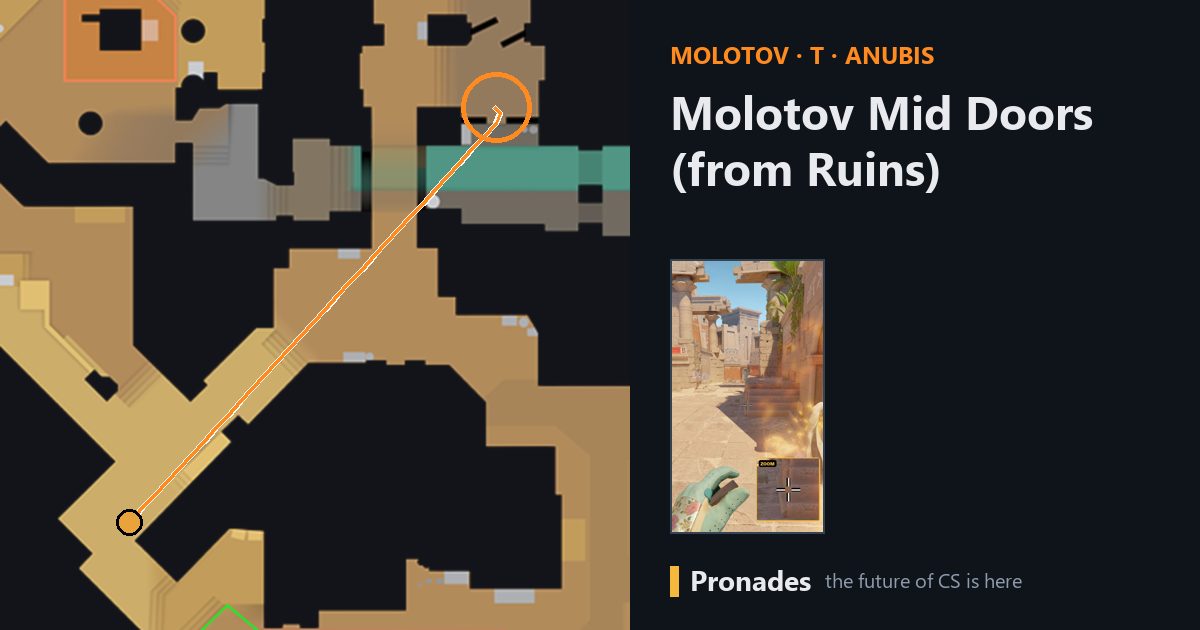 MOLOTOV · T · ANUBIS
Molotov Mid Doors
(from Ruins)
ZOOM
Pronades the future of CS is here